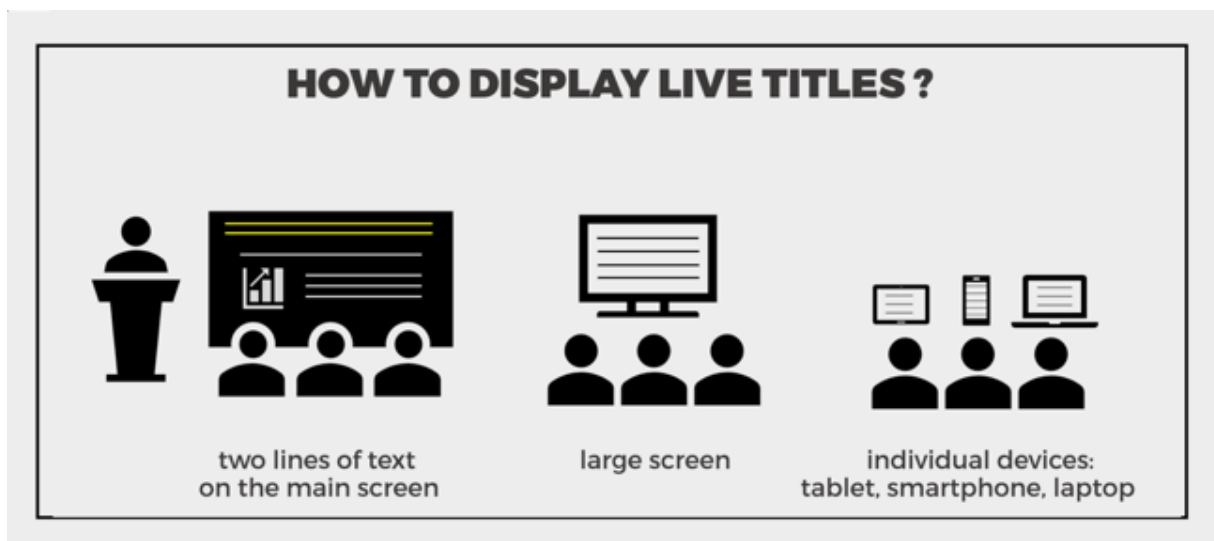 HOW TO DISPLAY LIVE TITLES ?
two lines of text
on the main screen
large screen
individual devices:
tablet, smartphone, laptop